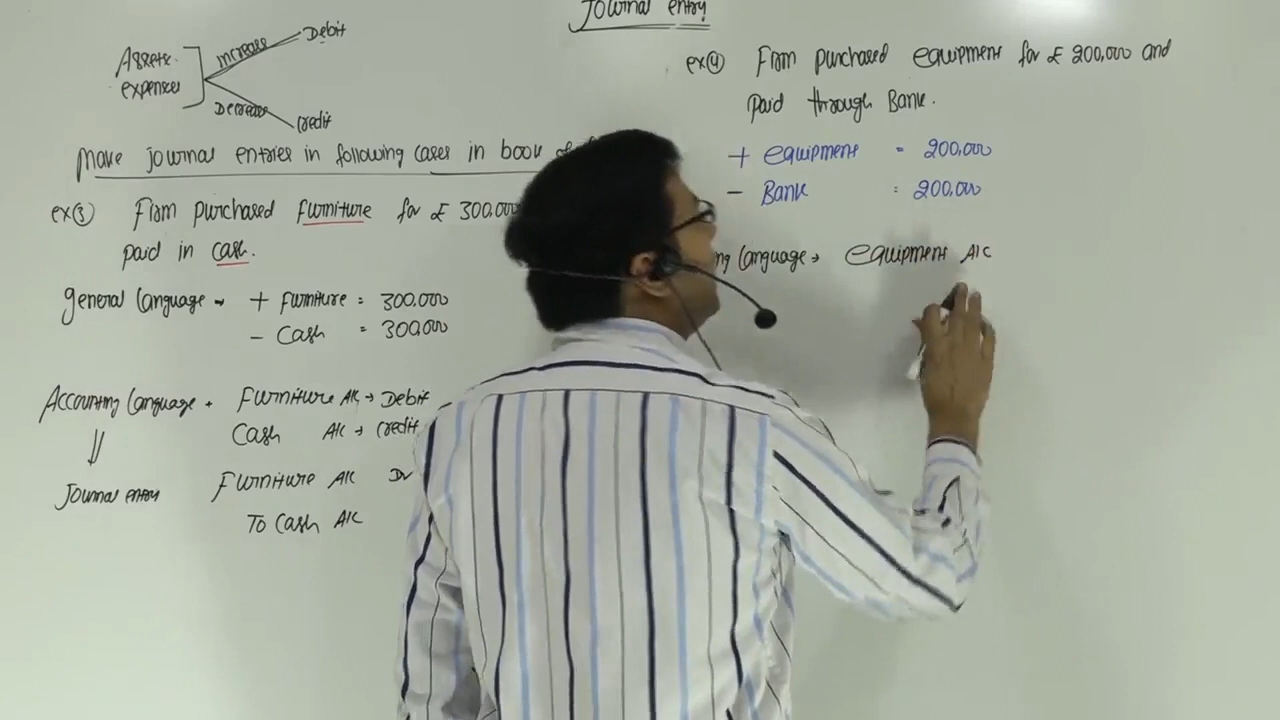 Journal entry
Assets
expenses
Increase
Debit
Decrease
Credit
Make journal entries in following cases in book of
ex③ Firm purchased furniture for £ 300,000
paid in cash.
General language → + furniture = 300,000
- Cash = 300,000
Accounting language → Furniture A/c → Debit
Cash A/c → credit
Journal entry Furniture A/c Dr
To Cash A/c
ex④ Firm purchased equipment for £ 200,000 and
Paid through Bank.
+ equipment = 200,000
- Bank = 200,000
language → equipment A/c